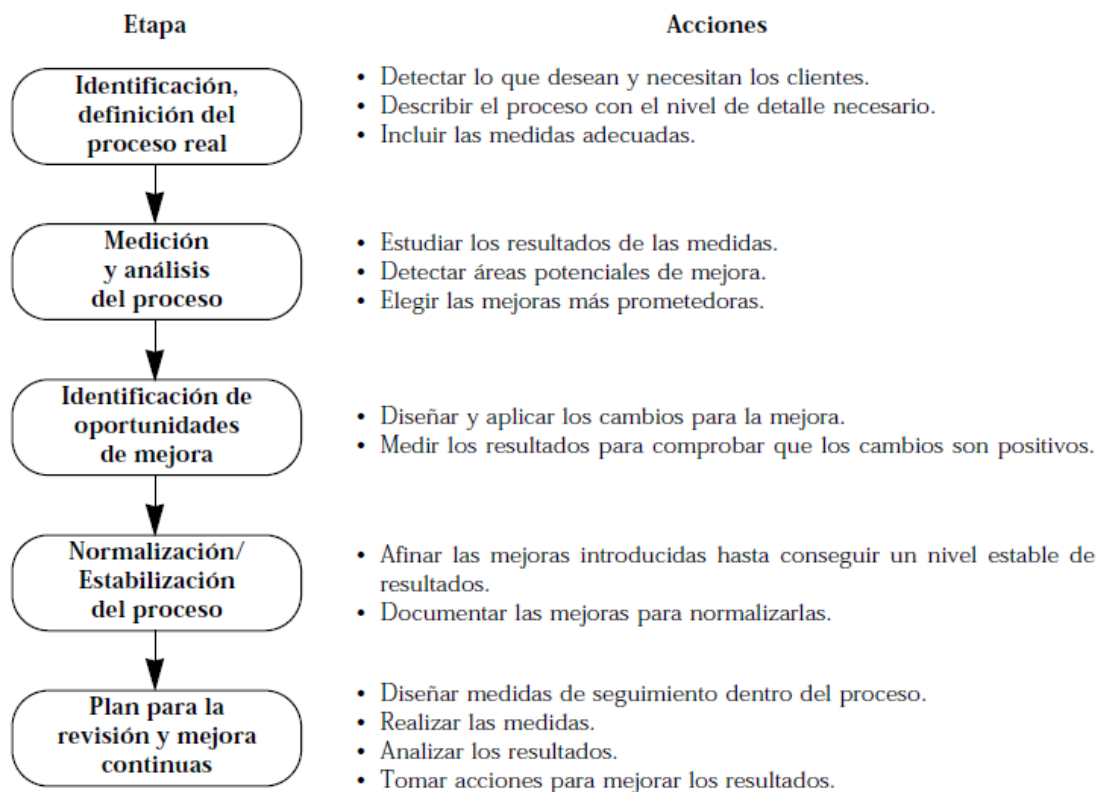 Etapa
Acciones
Identificación,
definición del
proceso real
• Detectar lo que desean y necesitan los clientes.
• Describir el proceso con el nivel de detalle necesario.
• Incluir las medidas adecuadas.
Medición
y análisis
del proceso
• Estudiar los resultados de las medidas.
• Detectar áreas potenciales de mejora.
• Elegir las mejoras más prometedoras.
Identificación de
oportunidades
de mejora
• Diseñar y aplicar los cambios para la mejora.
• Medir los resultados para comprobar que los cambios son positivos.
Normalización/
Estabilización
del proceso
• Afinar las mejoras introducidas hasta conseguir un nivel estable de
resultados.
• Documentar las mejoras para normalizarlas.
Plan para la
revisión y mejora
continuas
• Diseñar medidas de seguimiento dentro del proceso.
• Realizar las medidas.
• Analizar los resultados.
• Tomar acciones para mejorar los resultados.